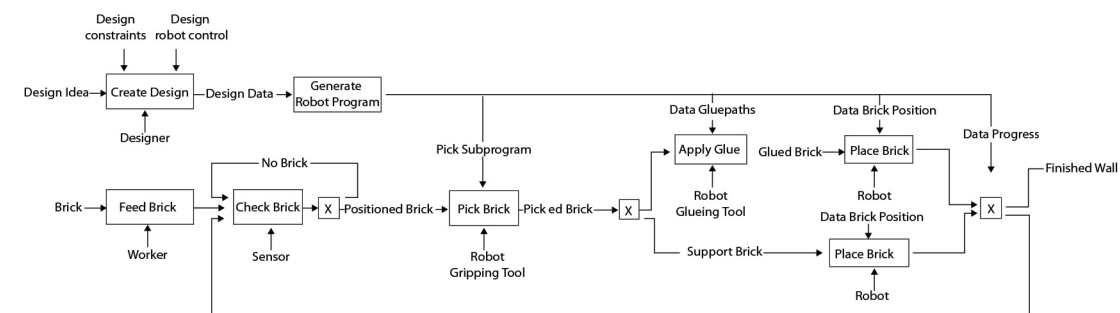 Design
constraints
Design
robot control
Design Idea
Create Design
Design Data
Generate
Robot Program
Designer
Data Gluepaths
Data Brick Position
Data Progress
Pick Subprogram
Apply Glue
Glued Brick
Place Brick
Finished Wall
No Brick
Robot
Glueing Tool
Robot
Brick
Feed Brick
Check Brick
X
Positioned Brick
Pick Brick
Pick ed Brick
X
X
Data Brick Position
Worker
Sensor
Robot
Gripping Tool
Support Brick
Place Brick
Robot